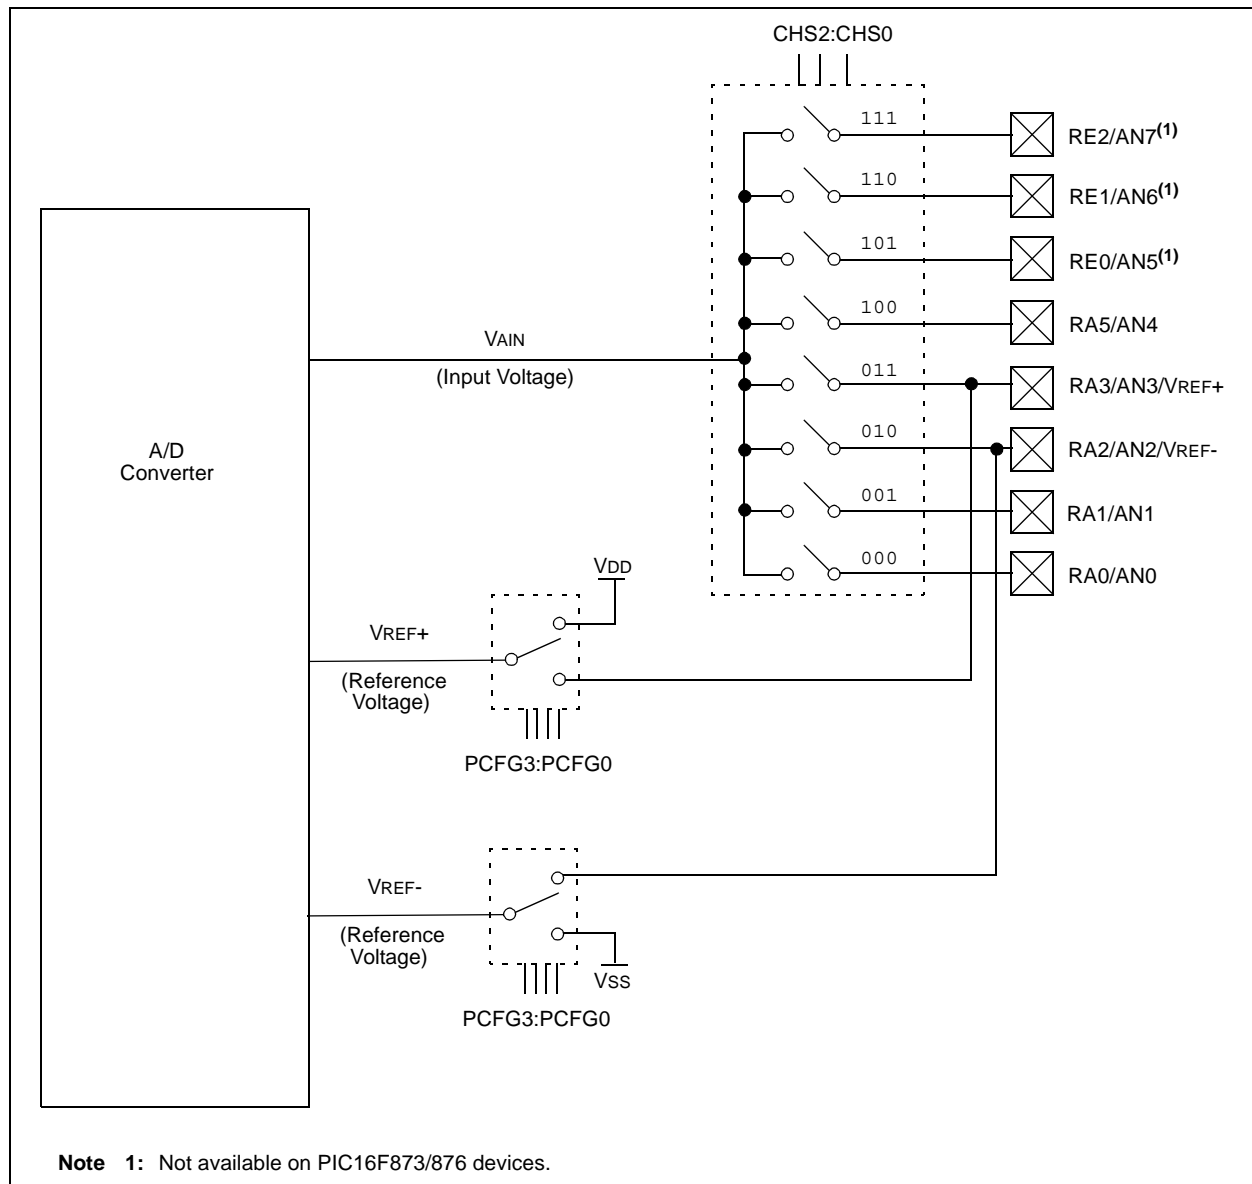 CHS2:CHS0
111
RE2/AN7(1)
110
RE1/AN6(1)
101
RE0/AN5(1)
100
RA5/AN4
VAIN
(Input Voltage)
011
RA3/AN3/VREF+
010
RA2/AN2/VREF-
A/D
Converter
001
RA1/AN1
000
RA0/AN0
VDD
VREF+
(Reference
Voltage)
PCFG3:PCFG0
VREF-
(Reference
Voltage)
VSS
PCFG3:PCFG0
Note 1: Not available on PIC16F873/876 devices.